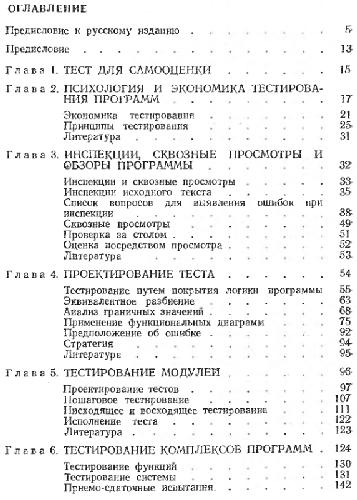 ОГЛАВЛЕНИЕ
Предисловие к русскому изданию . . . . . . 5
Предисловие . . . . . . . . . . 13
Глава 1. ТЕСТ ДЛЯ САМООЦЕНКИ . . . . . . 15
Глава 2. ПСИХОЛОГИЯ И ЭКОНОМИКА ТЕСТИРОВА-
НИЯ ПРОГРАММ . . . . . . . 17
Экономика тестирования . . . . . . 21
Принципы тестирования . . . . . . 25
Литература . . . . . . . . . 31
Глава 3. ИНСПЕКЦИИ, СКВОЗНЫЕ ПРОСМОТРЫ И
ОБЗОРЫ ПРОГРАММЫ . . . . . . 32
Инспекции и сквозные просмотры . . . . 33
Инспекции исходного текста . . . . . 35
Список вопросов для выявления ошибок при
инспекции . . . . . . . . . 38
Сквозные просмотры . . . . . . . 49
Проверка за столом . . . . . . . 51
Оценка посредством просмотра . . . . . 52
Литература . . . . . . . . . 53
Глава 4. ПРОЕКТИРОВАНИЕ ТЕСТА . . . . . 54
Тестирование путем покрытия логики программы 55
Эквивалентное разбиение . . . . . . 63
Анализ граничных значений . . . . . 68
Применение функциональных диаграмм . . . 75
Предположение об ошибке . . . . . . 92
Стратегия . . . . . . . . . 94
Литература . . . . . . . . . 95
Глава 5. ТЕСТИРОВАНИЕ МОДУЛЕЙ . . . . . 96
Проектирование тестов . . . . . . 97
Пошаговое тестирование . . . . . . 107
Нисходящее и восходящее тестирование . . . 111
Исполнение теста . . . . . . . 122
Литература . . . . . . . . . 123
Глава 6. ТЕСТИРОВАНИЕ КОМПЛЕКСОВ ПРОГРАММ . 124
Тестирование функций . . . . . . 130
Тестирование системы . . . . . . 131
Приемо-сдаточные испытания . . . . . 142